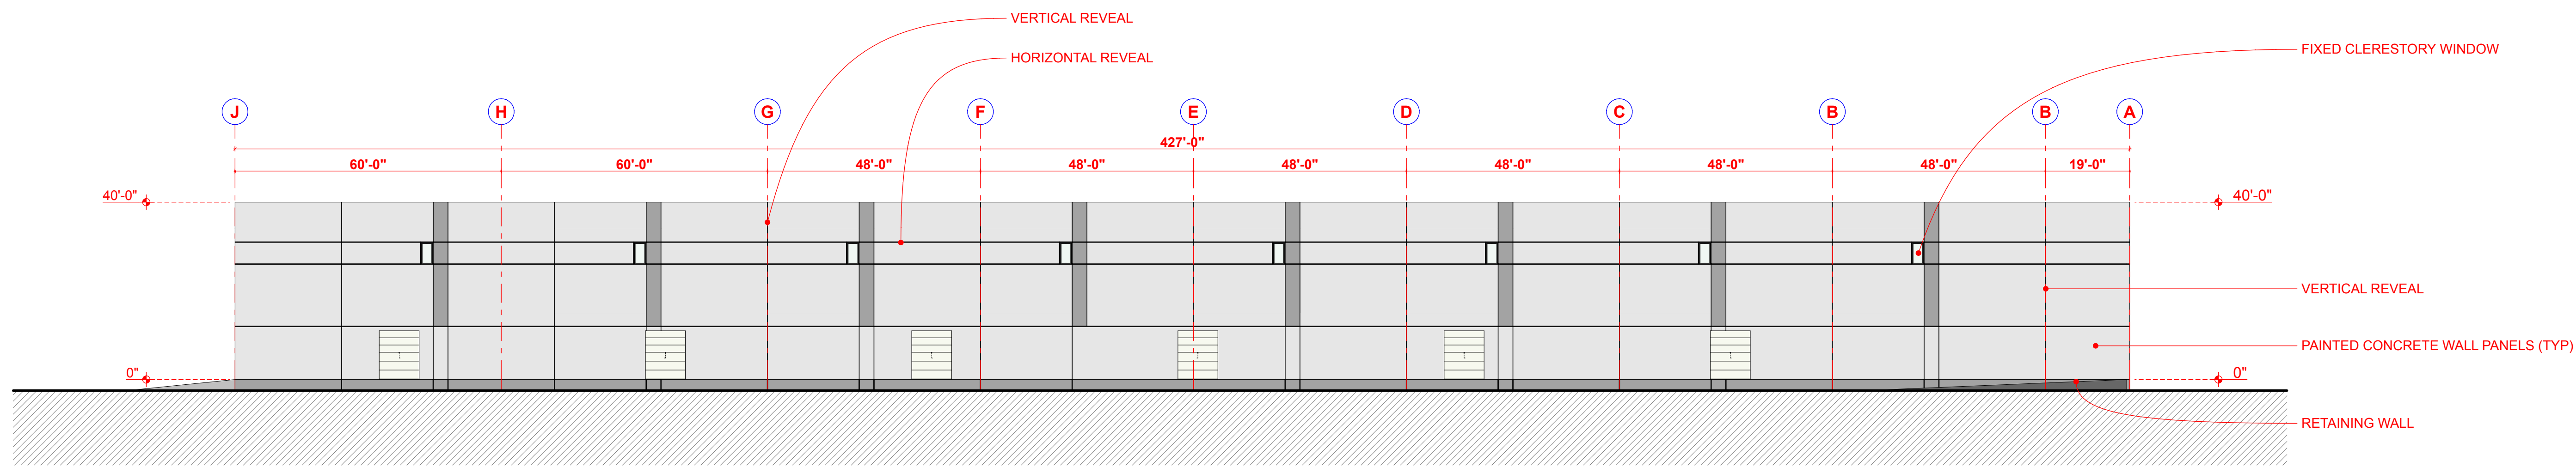 VERTICAL REVEAL
HORIZONTAL REVEAL
FIXED CLERESTORY WINDOW
J H G F E D C B B A
427'-0"
60'-0" 60'-0" 48'-0" 48'-0" 48'-0" 48'-0" 48'-0" 48'-0" 19'-0"
40'-0" 40'-0"
VERTICAL REVEAL
PAINTED CONCRETE WALL PANELS (TYP)
0" 0"
RETAINING WALL